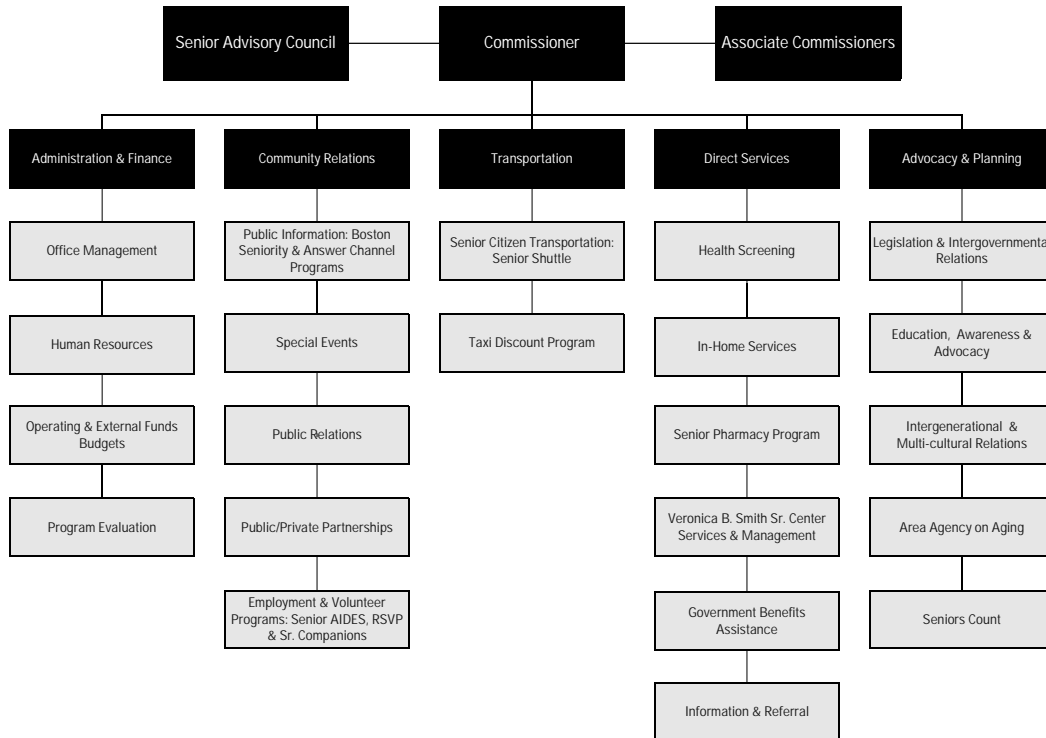 Senior Advisory Council
Commissioner
Associate Commissioners
Administration & Finance
Community Relations
Transportation
Direct Services
Advocacy & Planning
Office Management
Public Information: Boston
Seniority & Answer Channel
Programs
Senior Citizen Transportation:
Senior Shuttle
Health Screening
Legislation & Intergovernmental
Relations
Human Resources
Special Events
Taxi Discount Program
In-Home Services
Education, Awareness &
Advocacy
Operating & External Funds
Budgets
Public Relations
Senior Pharmacy Program
Intergenerational &
Multi-cultural Relations
Program Evaluation
Public/Private Partnerships
Veronica B. Smith Sr. Center
Services & Management
Area Agency on Aging
Employment & Volunteer
Programs: Senior AIDES, RSVP
& Sr. Companions
Government Benefits
Assistance
Seniors Count
Information & Referral